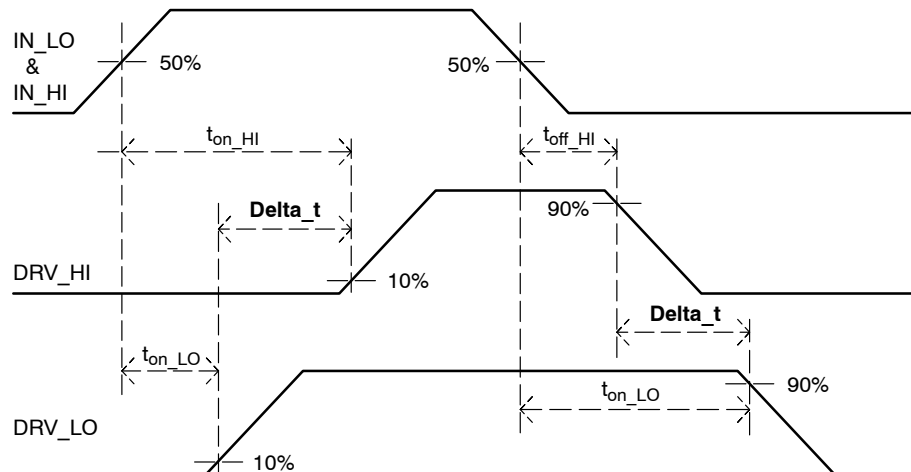 IN_LO
&
IN_HI
50%
50%
t_on_HI
t_off_HI
Delta_t
90%
DRV_HI
10%
Delta_t
t_on_LO
90%
t_on_LO
DRV_LO
10%